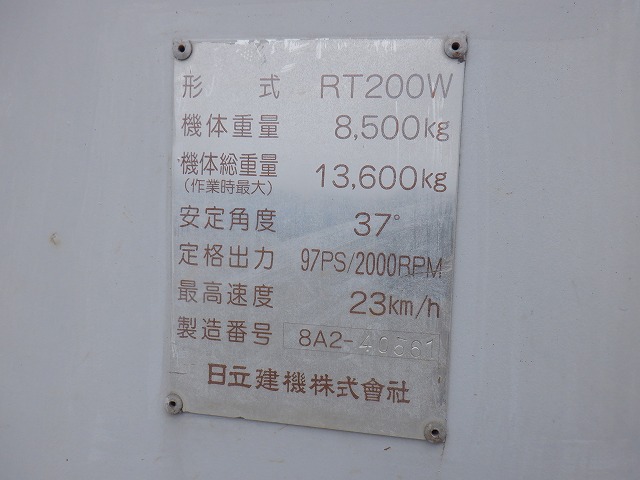 形 式 RT200W
機体重量 8,500kg
機体総重量 13,600kg
(作業時最大)
安定角度 37°
定格出力 97PS/2000RPM
最高速度 23km/h
製造番号 8A2-
日立建機株式會社